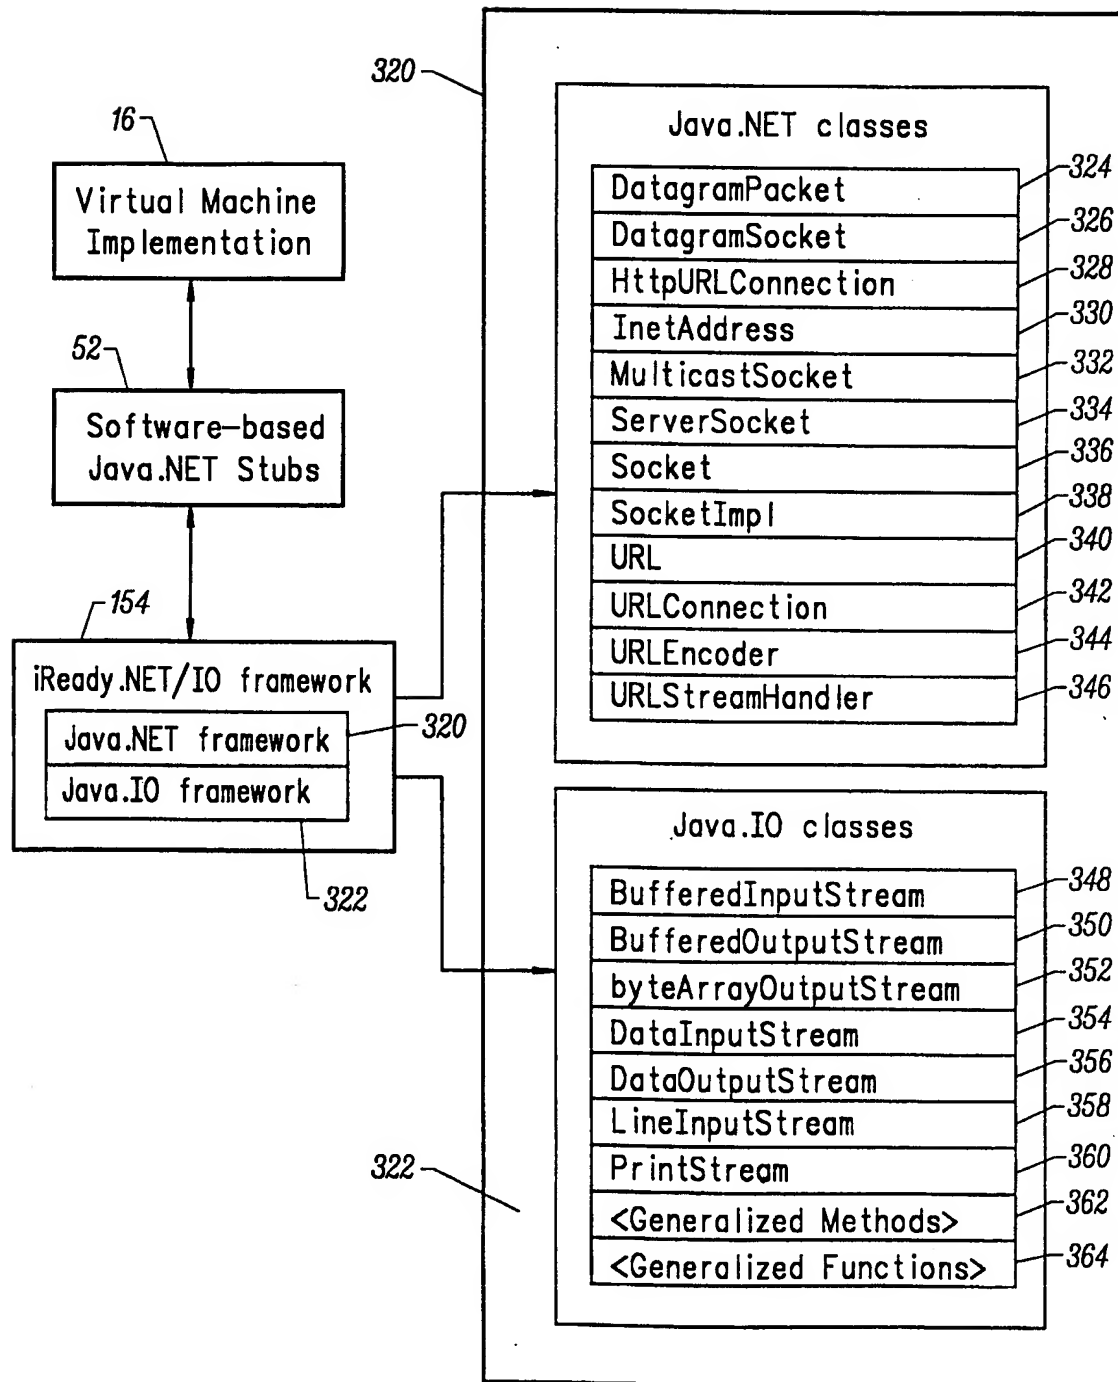 16
Virtual Machine
Implementation
52
Software-based
Java.NET Stubs
154
iReady.NET/IO framework
Java.NET framework
320
Java.IO framework
322
320
Java.NET classes
DatagramPacket
324
DatagramSocket
326
HttpURLConnection
328
InetAddress
330
MulticastSocket
332
ServerSocket
334
Socket
336
SocketImpl
338
URL
340
URLConnection
342
URLEncoder
344
URLStreamHandler
346
Java.IO classes
BufferedInputStream
348
BufferedOutputStream
350
byteArrayOutputStream
352
DataInputStream
354
DataOutputStream
356
LineInputStream
358
PrintStream
360
<Generalized Methods>
362
<Generalized Functions>
364
322